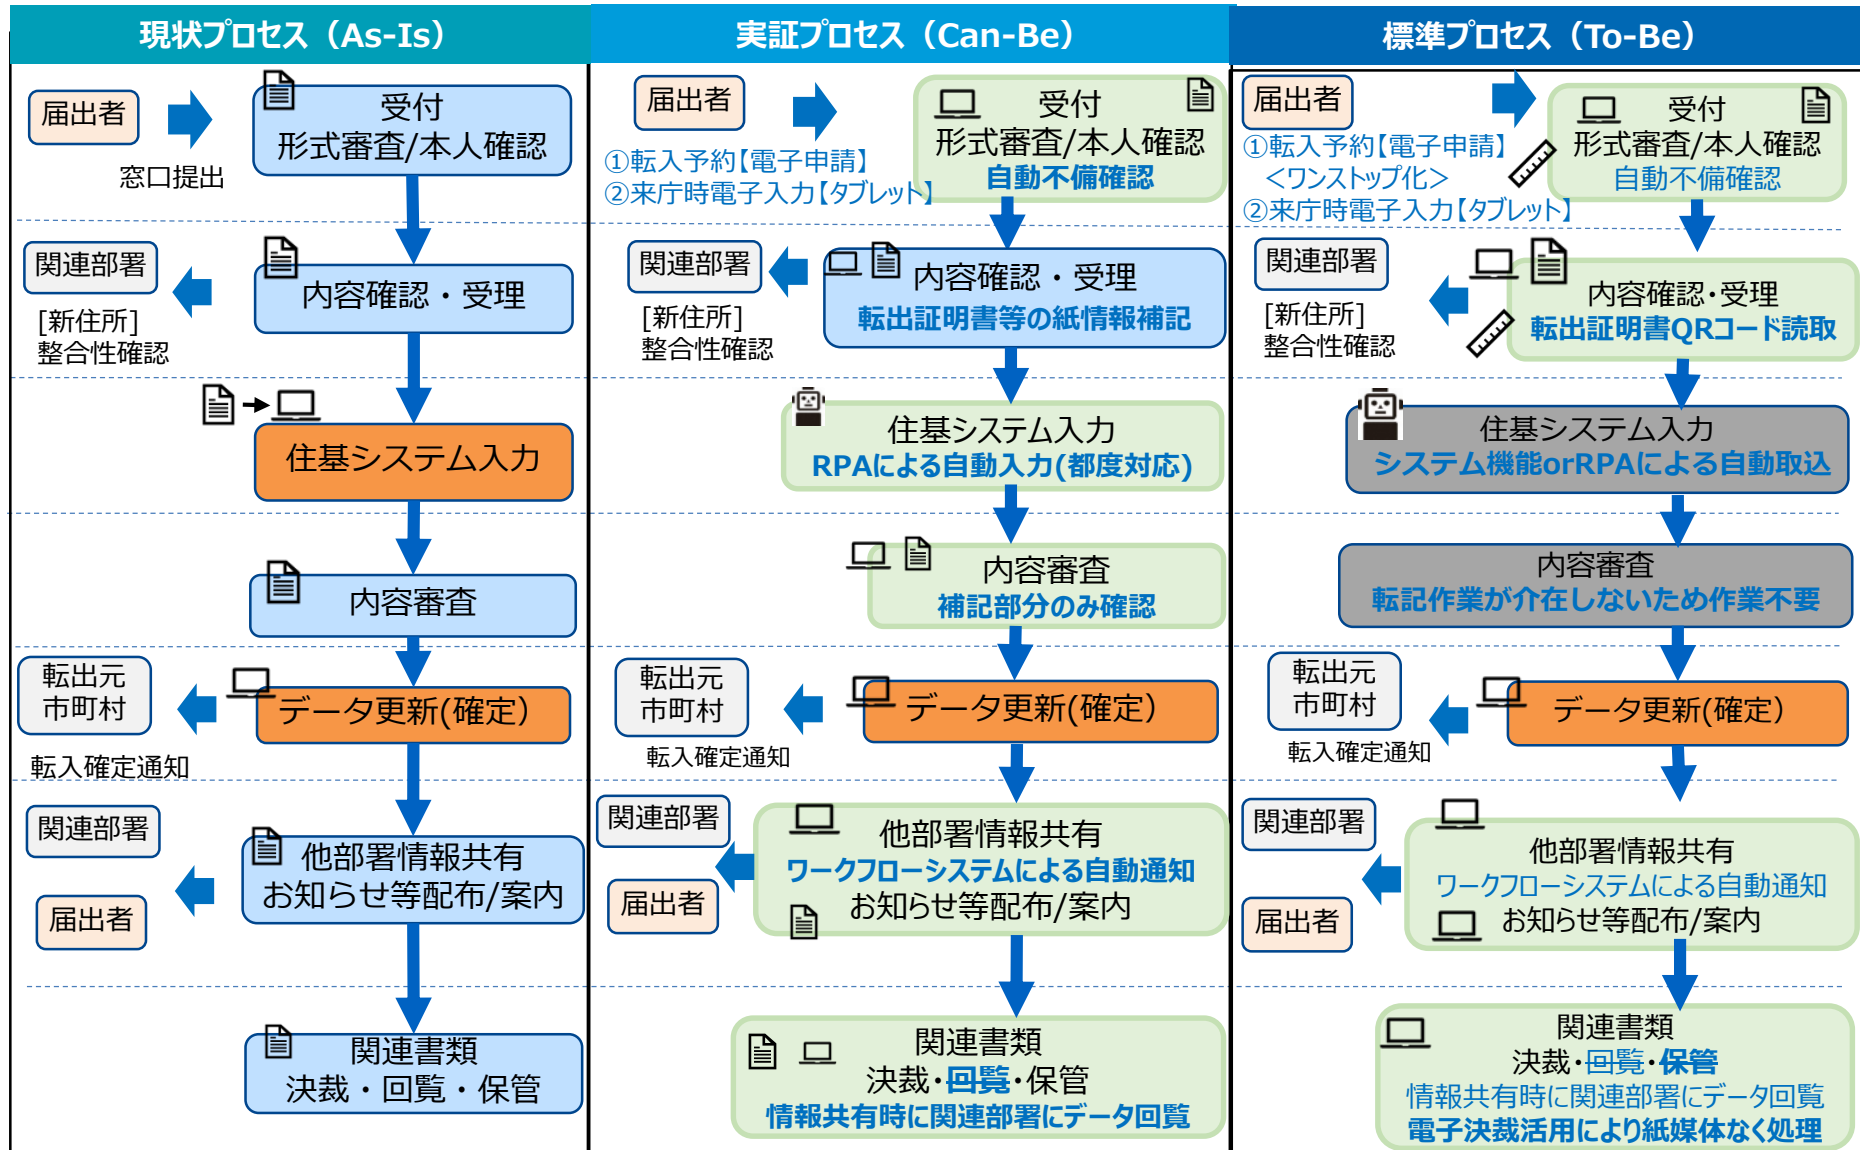 現状プロセス（As-Is）
届出者
窓口提出
受付
形式審査/本人確認
関連部署
[新住所]
整合性確認
内容確認・受理
住基システム入力
内容審査
転出元
市町村
転入確定通知
データ更新(確定）
関連部署
届出者
他部署情報共有
お知らせ等配布/案内
関連書類
決裁・回覧・保管
実証プロセス（Can-Be）
届出者
①転入予約【電子申請】
②来庁時電子入力【タブレット】
受付
形式審査/本人確認
自動不備確認
関連部署
[新住所]
整合性確認
内容確認・受理
転出証明書等の紙情報補記
住基システム入力
RPAによる自動入力(都度対応)
内容審査
補記部分のみ確認
転出元
市町村
転入確定通知
データ更新(確定）
関連部署
届出者
他部署情報共有
ワークフローシステムによる自動通知
お知らせ等配布/案内
関連書類
決裁・回覧・保管
情報共有時に関連部署にデータ回覧
標準プロセス（To-Be）
届出者
①転入予約【電子申請】
＜ワンストップ化＞
②来庁時電子入力【タブレット】
受付
形式審査/本人確認
自動不備確認
関連部署
[新住所]
整合性確認
内容確認・受理
転出証明書QRコード読取
住基システム入力
システム機能orRPAによる自動取込
内容審査
転記作業が介在しないため作業不要
転出元
市町村
転入確定通知
データ更新(確定）
関連部署
届出者
他部署情報共有
ワークフローシステムによる自動通知
お知らせ等配布/案内
関連書類
決裁・回覧・保管
情報共有時に関連部署にデータ回覧
電子決裁活用により紙媒体なく処理